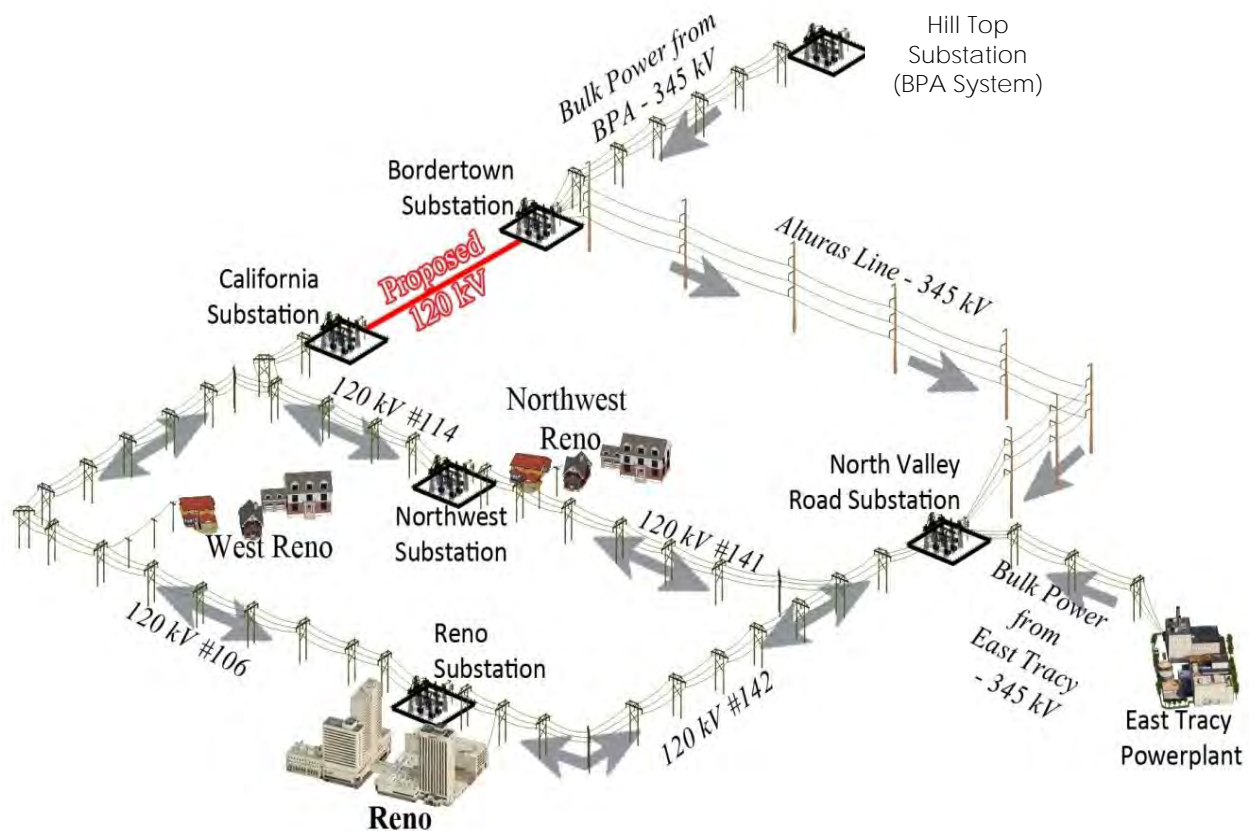 Hill Top
Substation
(BPA System)
Bulk Power from
BPA - 345 kV
Bordertown
Substation
Alturas Line - 345 kV
Proposed
120 kV
California
Substation
120 kV #114
Northwest
Reno
North Valley
Road Substation
West Reno
Northwest
Substation
120 kV #141
Bulk Power
from
East Tracy
- 345 kV
120 kV #106
Reno
Substation
120 kV #142
East Tracy
Powerplant
Reno